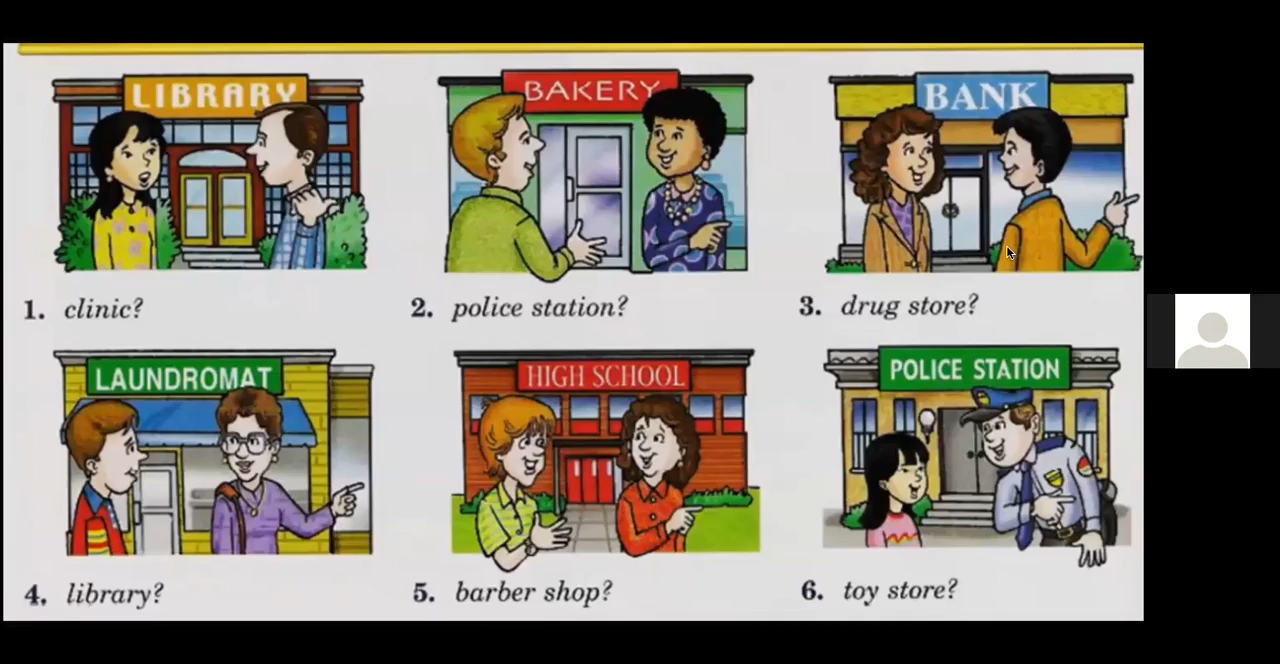 LIBRARY
BAKERY
BANK
1. clinic?
2. police station?
3. drug store?
LAUNDROMAT
HIGH SCHOOL
POLICE STATION
4. library?
5. barber shop?
6. toy store?